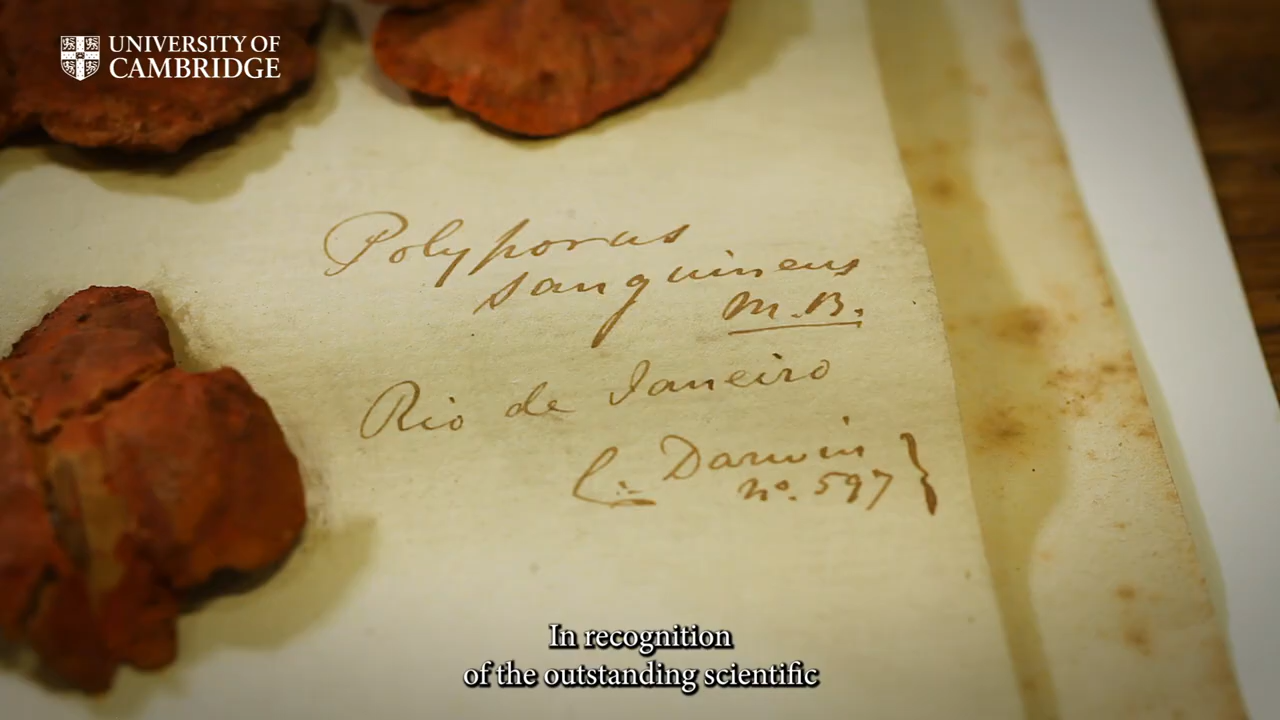 UNIVERSITY OF
CAMBRIDGE
Polyporus
sanguineus
M.B.
Rio de Janeiro
C. Darwin
no. 597
In recognition
of the outstanding scientific